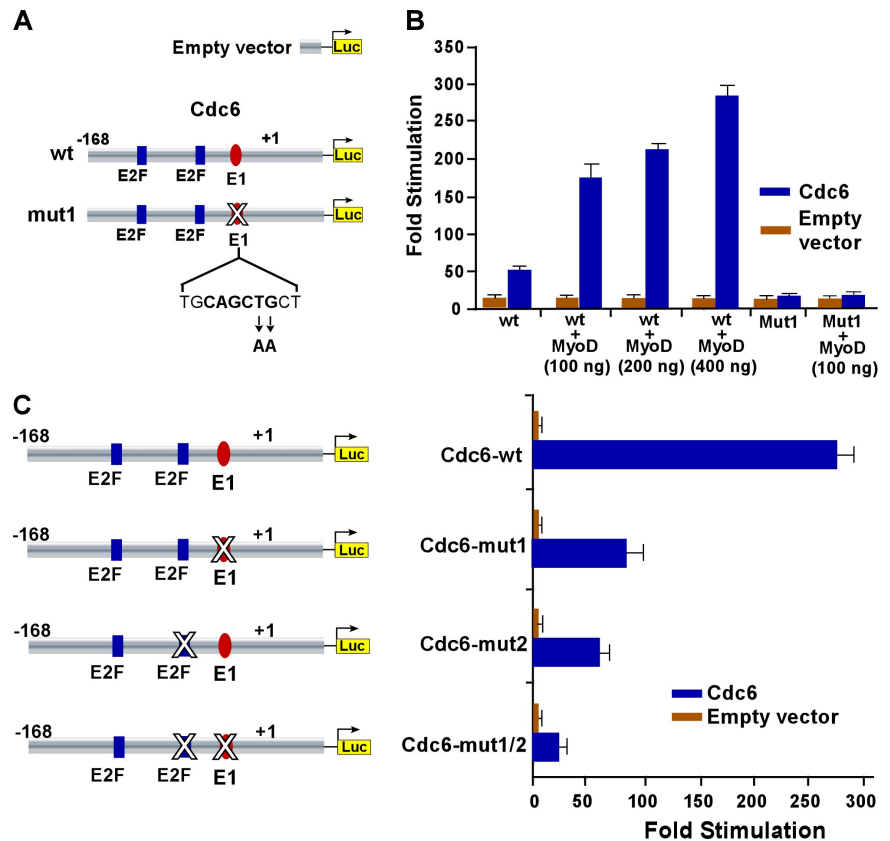 A
Empty vector
Luc
Cdc6
-168
+1
wt
Luc
E2F
E2F
E1
mut1
Luc
E2F
E2F
E1
TGCAGCTGCT
AA
B
Fold Stimulation
350
300
250
200
150
100
50
0
Cdc6
Empty
vector
wt
wt
+
MyoD
(100 ng)
wt
+
MyoD
(200 ng)
wt
+
MyoD
(400 ng)
Mut1
Mut1
+
MyoD
(100 ng)
C
-168
+1
Luc
E2F
E2F
E1
-168
+1
Luc
E2F
E2F
E1
-168
+1
Luc
E2F
E2F
E1
-168
+1
Luc
E2F
E2F
E1
Cdc6-wt
Cdc6-mut1
Cdc6-mut2
Cdc6-mut1/2
Cdc6
Empty vector
0 50 100 150 200 250 300
Fold Stimulation